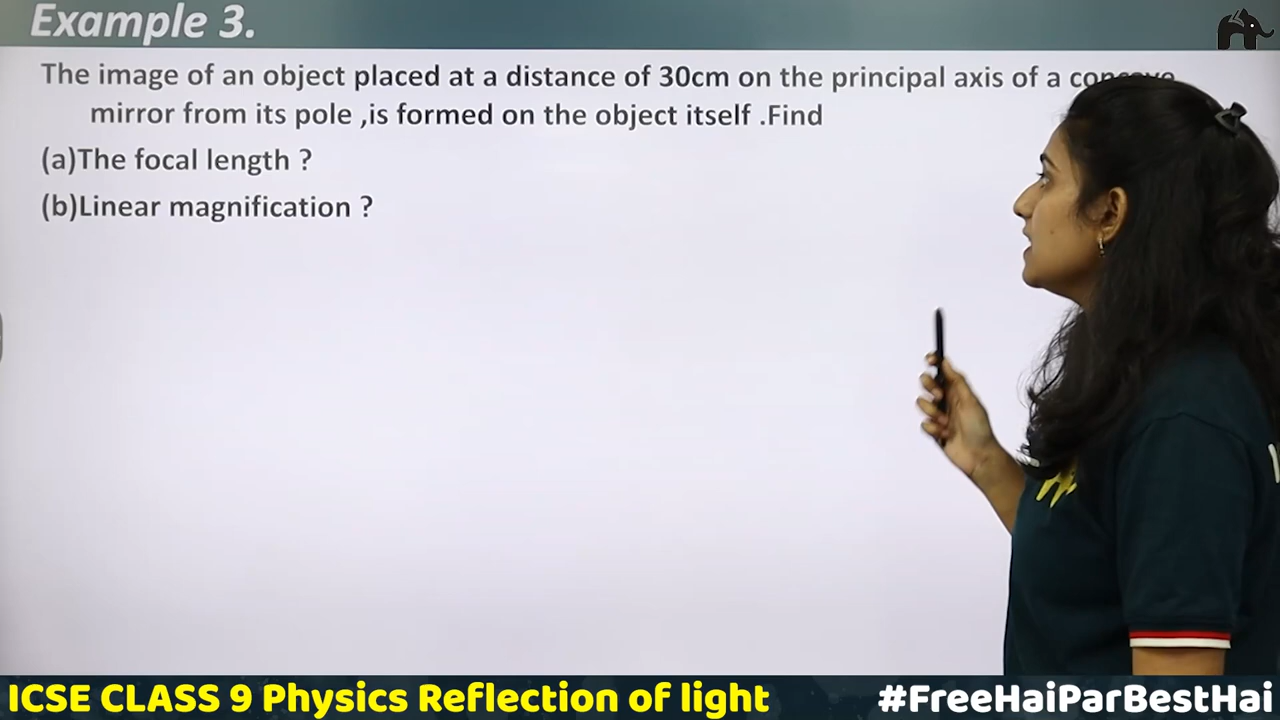 Example 3.
The image of an object placed at a distance of 30cm on the principal axis of a concave
mirror from its pole ,is formed on the object itself .Find
(a)The focal length ?
(b)Linear magnification ?
ICSE CLASS 9 Physics Reflection of light
#FreeHaiParBestHai